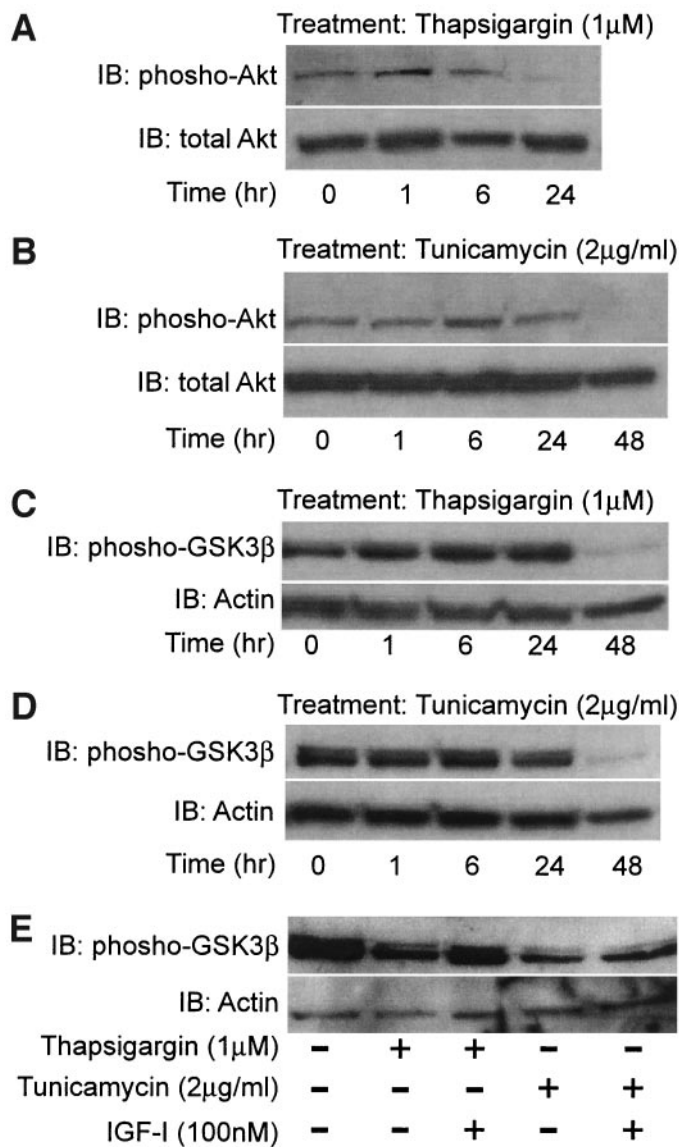 A
Treatment: Thapsigargin (1μM)
IB: phosho-Akt
IB: total Akt
Time (hr) 0 1 6 24
B
Treatment: Tunicamycin (2μg/ml)
IB: phosho-Akt
IB: total Akt
Time (hr) 0 1 6 24 48
C
Treatment: Thapsigargin (1μM)
IB: phosho-GSK3β
IB: Actin
Time (hr) 0 1 6 24 48
D
Treatment: Tunicamycin (2μg/ml)
IB: phosho-GSK3β
IB: Actin
Time (hr) 0 1 6 24 48
E
IB: phosho-GSK3β
IB: Actin
Thapsigargin (1μM) - + + - -
Tunicamycin (2μg/ml) - - - + +
IGF-I (100nM) - - + - +